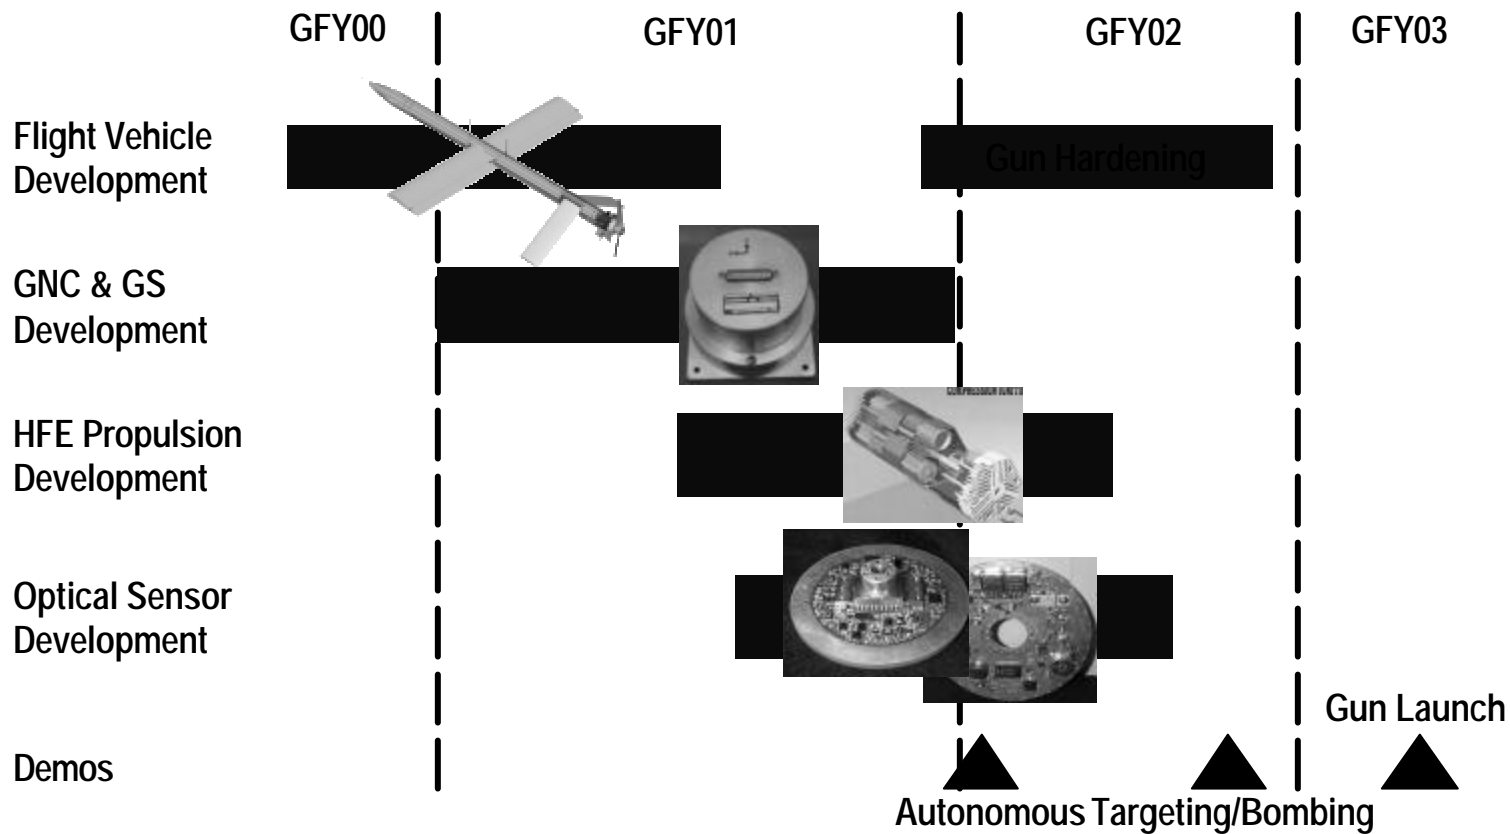 GFY00
GFY01
GFY02
GFY03
Flight Vehicle
Development
Gun Hardening
GNC & GS
Development
HFE Propulsion
Development
Optical Sensor
Development
Gun Launch
Demos
Autonomous Targeting/Bombing